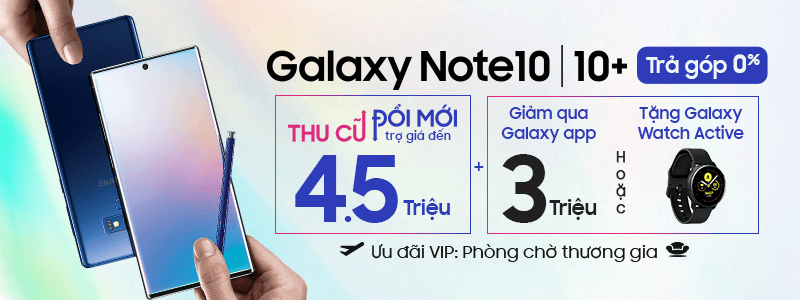 Galaxy Note10 | 10+
Trả góp 0%
THU CŨ ĐỔI MỚI
trợ giá đến
4.5 Triệu
+
Giảm qua
Galaxy app
3 Triệu
Hoặc
Tặng Galaxy
Watch Active
Ưu đãi VIP: Phòng chờ thương gia
SAMSUNG